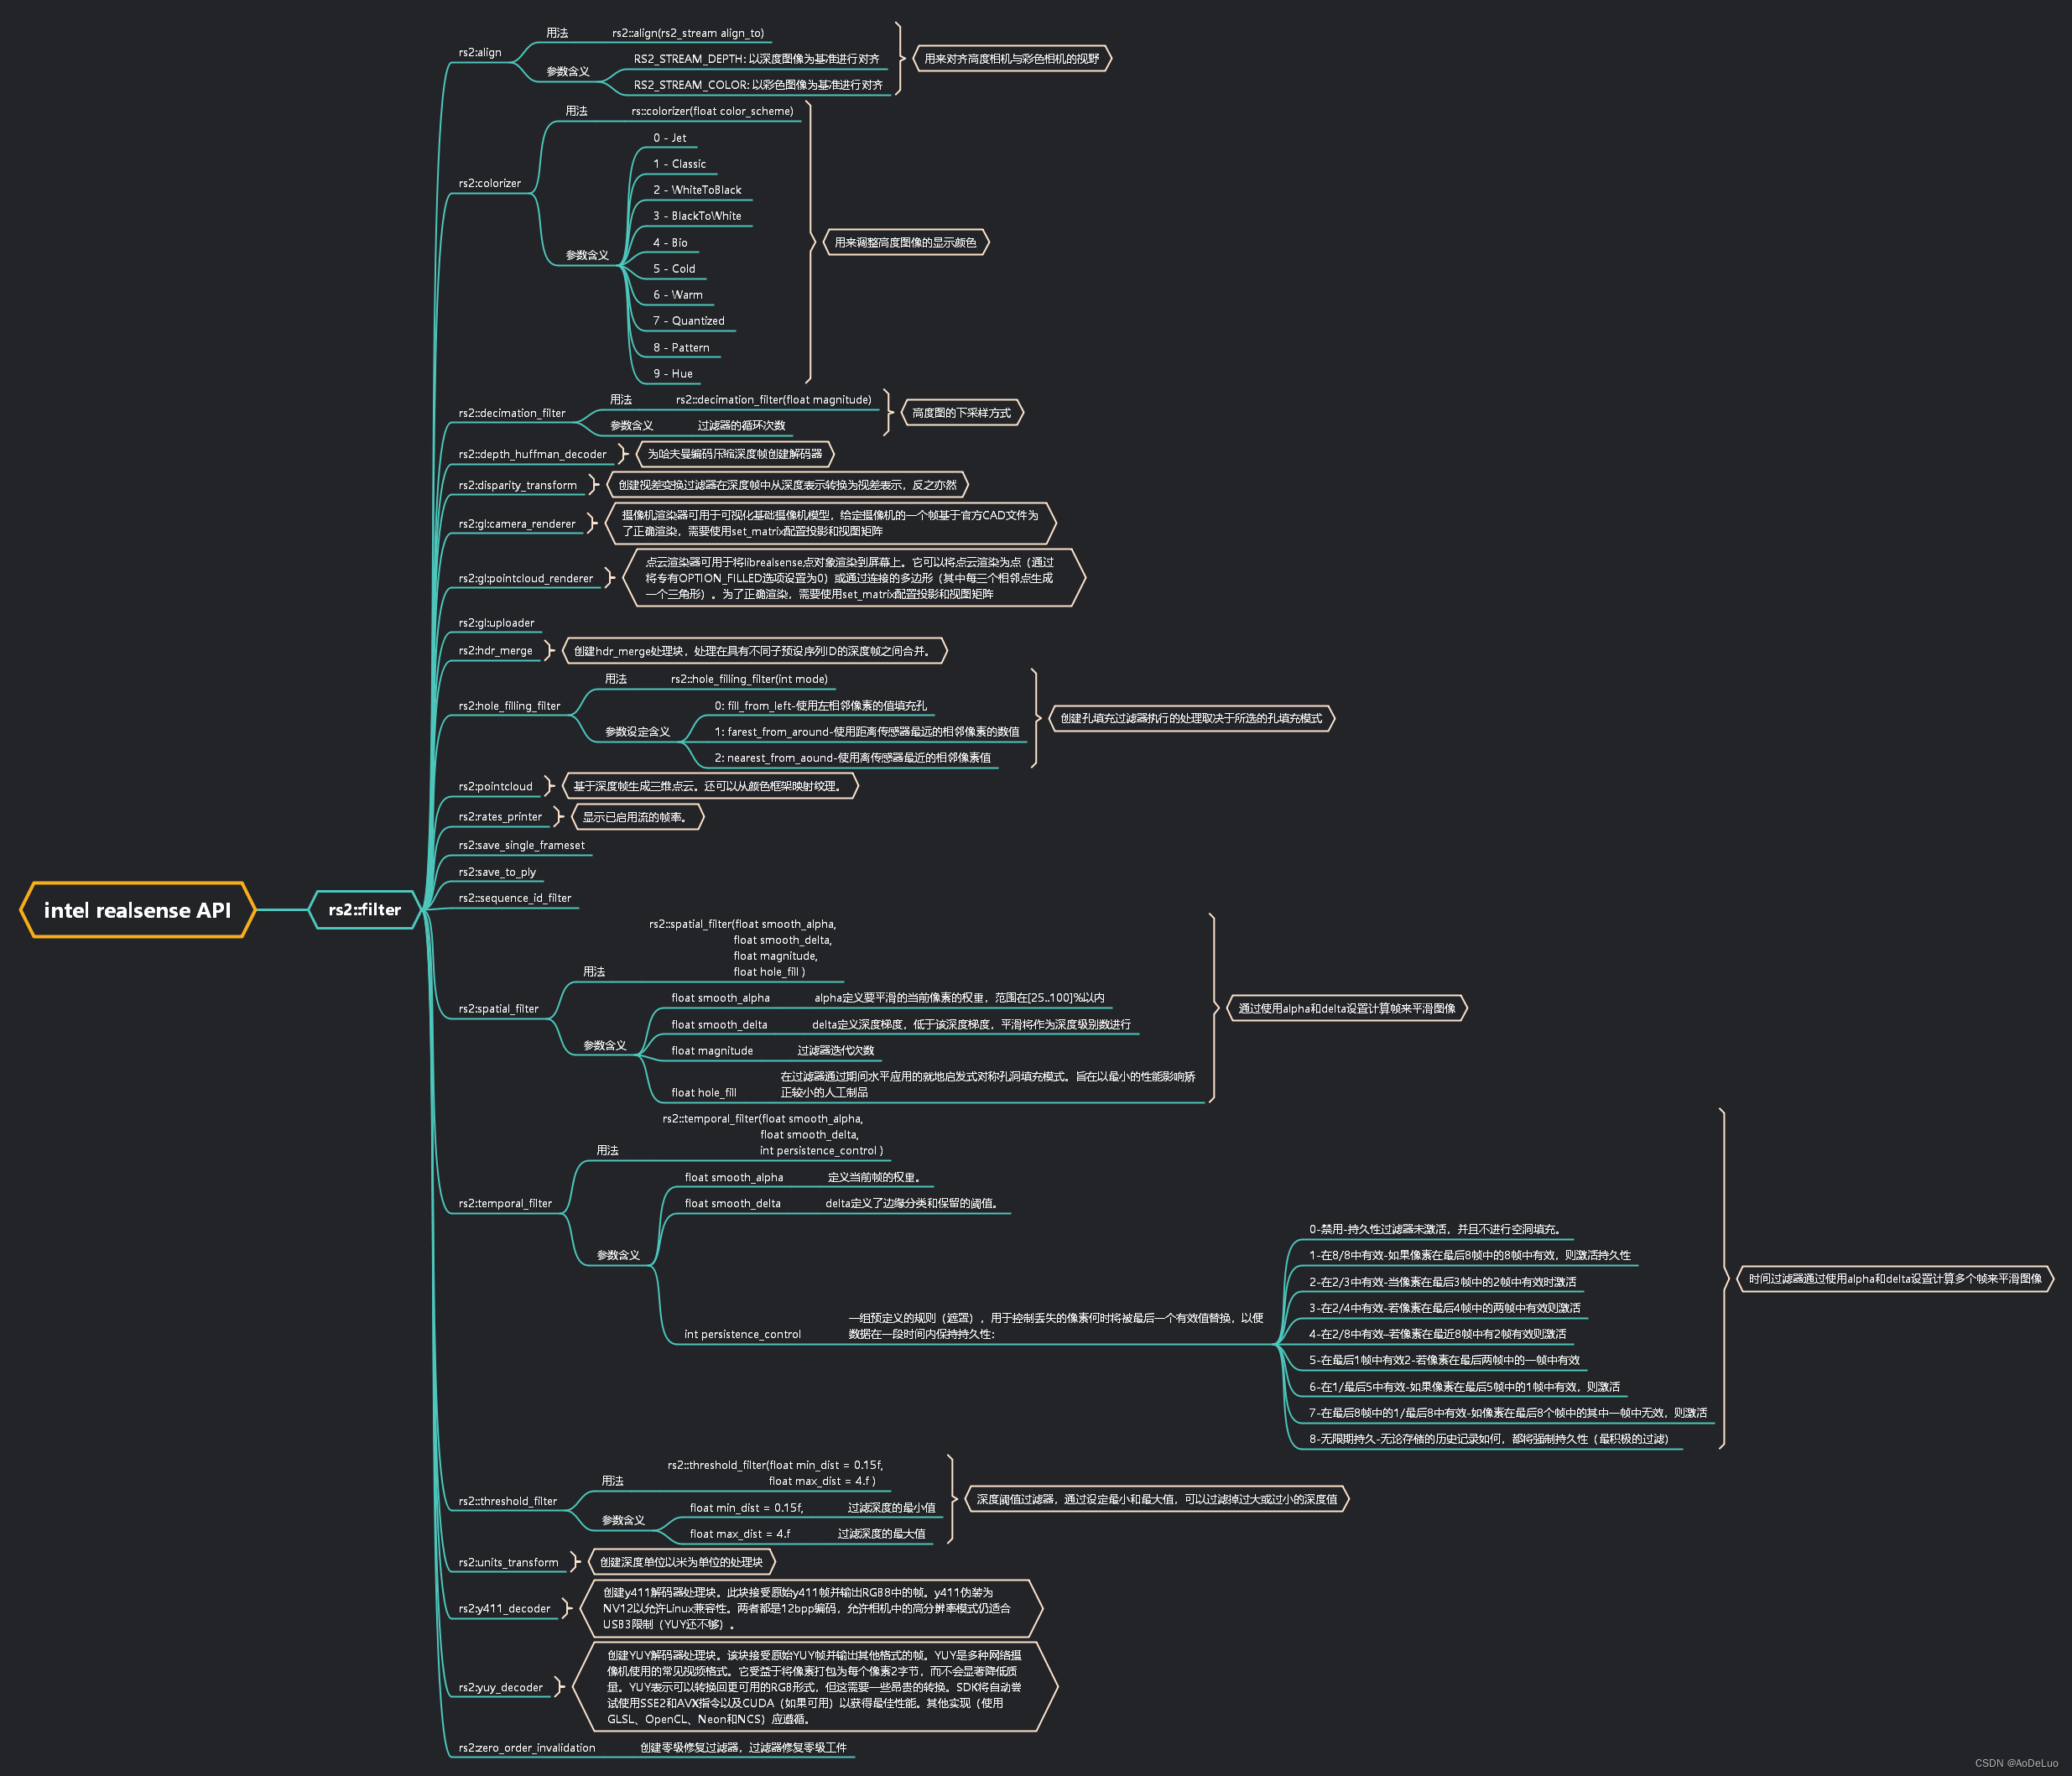 intel realsense API
rs2::filter
rs2:align
用法
rs2::align(rs2_stream align_to)
参数含义
RS2_STREAM_DEPTH: 以深度图像为基准进行对齐
RS2_STREAM_COLOR: 以彩色图像为基准进行对齐
用来对齐高度相机与彩色相机的视野
rs2:colorizer
用法
rs::colorizer(float color_scheme)
参数含义
0 - Jet
1 - Classic
2 - WhiteToBlack
3 - BlackToWhite
4 - Bio
5 - Cold
6 - Warm
7 - Quantized
8 - Pattern
9 - Hue
用来调整高度图像的显示颜色
rs2::decimation_filter
用法
rs2::decimation_filter(float magnitude)
参数含义
过滤器的循环次数
高度图的下采样方式
rs2::depth_huffman_decoder
为哈夫曼编码压缩深度帧创建解码器
rs2:disparity_transform
创建视差变换过滤器在深度帧中从深度表示转换为视差表示，反之亦然
rs2:gl:camera_renderer
摄像机渲染器可用于可视化基础摄像机模型，给定摄像机的一个帧基于官方CAD文件为
了正确渲染，需要使用set_matrix配置投影和视图矩阵
rs2:gl:pointcloud_renderer
点云渲染器可用于将librealsense点对象渲染到屏幕上。它可以将点云渲染为点（通过
将专有OPTION_FILLED选项设置为0）或通过连接的多边形（其中每三个相邻点生成
一个三角形）。为了正确渲染，需要使用set_matrix配置投影和视图矩阵
rs2:gl:uploader
rs2:hdr_merge
创建hdr_merge处理块，处理在具有不同子预设序列ID的深度帧之间合并。
rs2:hole_filling_filter
用法
rs2::hole_filling_filter(int mode)
参数设定含义
0: fill_from_left-使用左相邻像素的值填充孔
1: farest_from_around-使用距离传感器最远的相邻像素的数值
2: nearest_from_aound-使用离传感器最近的相邻像素值
创建孔填充过滤器执行的处理取决于所选的孔填充模式
rs2:pointcloud
基于深度帧生成三维点云。还可以从颜色框架映射纹理。
rs2:rates_printer
显示已启用流的帧率。
rs2:save_single_frameset
rs2:save_to_ply
rs2::sequence_id_filter
rs2:spatial_filter
用法
rs2::spatial_filter(float smooth_alpha,
float smooth_delta,
float magnitude,
float hole_fill )
参数含义
float smooth_alpha
alpha定义要平滑的当前像素的权重，范围在[25..100]%以内
float smooth_delta
delta定义深度梯度，低于该深度梯度，平滑将作为深度级别数进行
float magnitude
过滤器迭代次数
float hole_fill
在过滤器通过期间水平应用的就地启发式对称孔洞填充模式。旨在以最小的性能影响矫
正较小的人工制品
通过使用alpha和delta设置计算帧来平滑图像
rs2:temporal_filter
用法
rs2::temporal_filter(float smooth_alpha,
float smooth_delta,
int persistence_control )
参数含义
float smooth_alpha
定义当前帧的权重。
float smooth_delta
delta定义了边缘分类和保留的阈值。
int persistence_control
一组预定义的规则（遮罩），用于控制丢失的像素何时将被最后一个有效值替换，以便
数据在一段时间内保持持久性：
0-禁用-持久性过滤器未激活，并且不进行空洞填充。
1-在8/8中有效-如果像素在最后8帧中的8帧中有效，则激活持久性
2-在2/3中有效-当像素在最后3帧中的2帧中有效时激活
3-在2/4中有效-若像素在最后4帧中的两帧中有效则激活
4-在2/8中有效-若像素在最近8帧中有2帧有效则激活
5-在最后1帧中有效2-若像素在最后两帧中的一帧中有效
6-在1/最后5中有效-如果像素在最后5帧中的1帧中有效，则激活
7-在最后8帧中的1/最后8中有效-如像素在最后8个帧中的其中一帧中无效，则激活
8-无限期持久-无论存储的历史记录如何，都将强制持久性（最积极的过滤）
时间过滤器通过使用alpha和delta设置计算多个帧来平滑图像
rs2::threshold_filter
用法
rs2::threshold_filter(float min_dist = 0.15f,
float max_dist = 4.f )
参数含义
float min_dist = 0.15f,
过滤深度的最小值
float max_dist = 4.f
过滤深度的最大值
深度阈值过滤器，通过设定最小和最大值，可以过滤掉过大或过小的深度值
rs2:units_transform
创建深度单位以米为单位的处理块
rs2:y411_decoder
创建y411解码器处理块。此块接受原始y411帧并输出RGB8中的帧。y411伪装为
NV12以允许Linux兼容性。两者都是12bpp编码，允许相机中的高分辨率模式仍适合
USB3限制（YUY还不够）。
rs2:yuy_decoder
创建YUY解码器处理块。该块接受原始YUY帧并输出其他格式的帧。YUY是多种网络摄
像机使用的常见视频格式。它受益于将像素打包为每个像素2字节，而不会显著降低质
量。YUY表示可以转换回更可用的RGB形式，但这需要一些昂贵的转换。SDK将自动尝
试使用SSE2和AVX指令以及CUDA（如果可用）以获得最佳性能。其他实现（使用
GLSL、OpenCL、Neon和NCS）应遵循。
rs2:zero_order_invalidation
创建零级修复过滤器，过滤器修复零级工件
CSDN @AoDeLuo